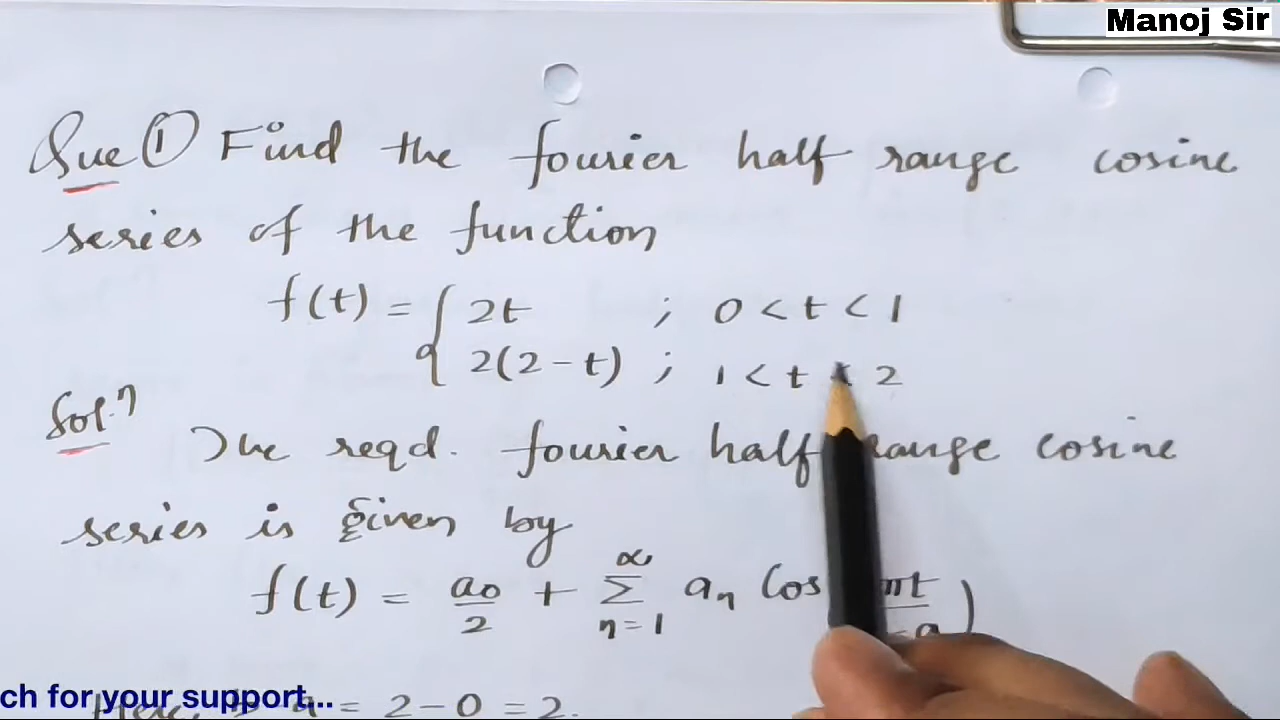 Manoj Sir
Que ① Find the fourier half range cosine
series of the function
f(t) = { 2t ; 0 < t < 1
2(2-t) ; 1 < t < 2
Sol.n The reqd. fourier half range cosine
series is given by
f(t) = a0/2 + ∑ n=1 ∞ an Cos nt )
ch for your support...
= 2-0 = 2.